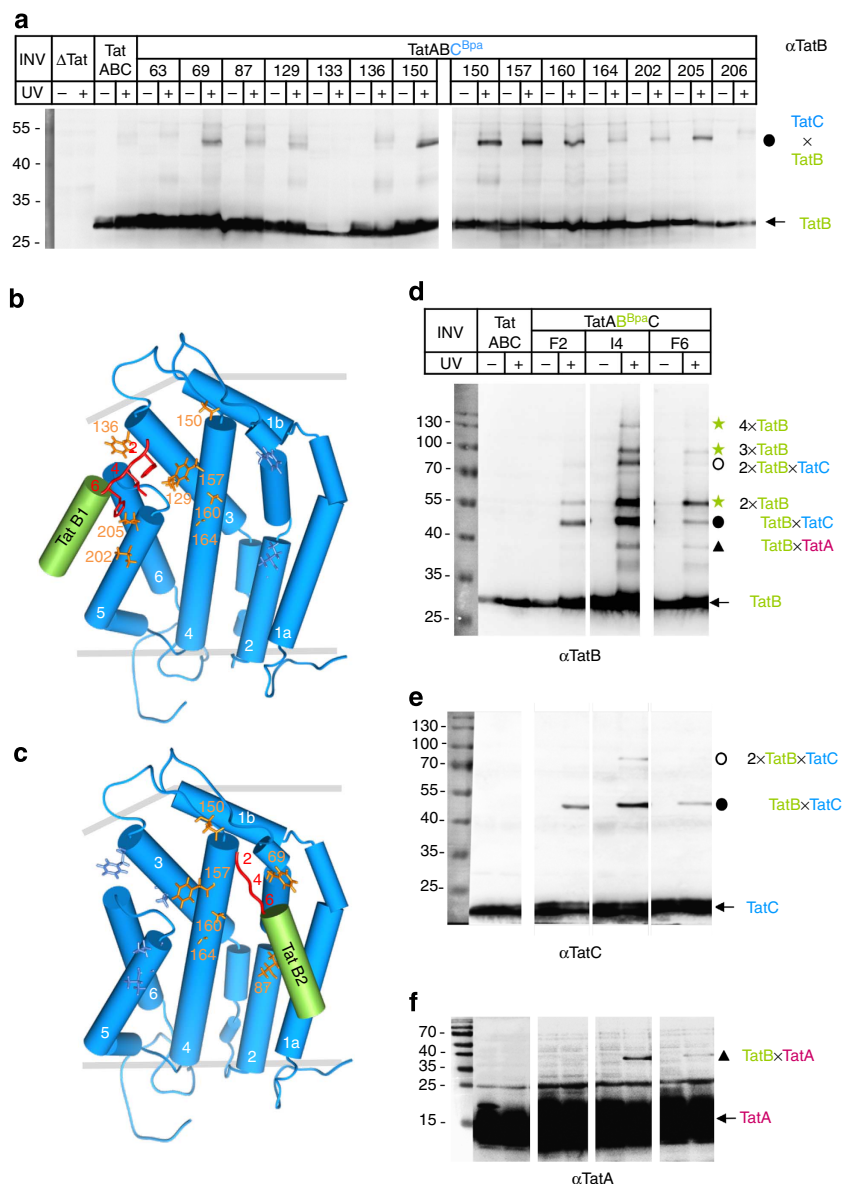 a
TatABC^Bpa
αTatB
INV ΔTat Tat ABC 63 69 87 129 133 136 150 150 157 160 164 202 205 206
UV − + − + − + − + − + − + − + − + − + − + − + − + − + − + − + − +
55 -
40 -
35 -
25 -
TatC
×
TatB
TatB
b
136
150
1b
2
4
6
157
129
160
3
164
205
202
Tat B1
6
5
4
2
1a
c
150
1b
3
157
2
69
4
6
160
164
Tat B2
87
6
5
4
2
1a
d
INV Tat ABC TatAB^BpaC
F2 I4 F6
UV − + − + − + − +
130 -
100 -
70 -
55 -
40 -
35 -
25 -
4×TatB
3×TatB
2×TatB×TatC
2×TatB
TatB×TatC
TatB×TatA
TatB
αTatB
e
130 -
100 -
70 -
55 -
40 -
35 -
25 -
2×TatB×TatC
TatB×TatC
TatC
αTatC
f
70 -
40 -
35 -
25 -
15 -
TatB×TatA
TatA
αTatA